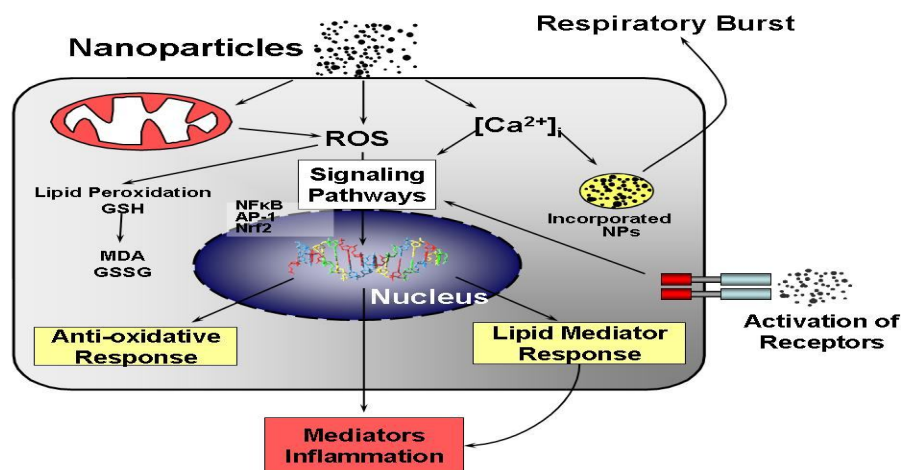 Respiratory Burst
Nanoparticles
ROS
[Ca²⁺]i
Signaling
Pathways
Lipid Peroxidation
GSH
NFκB
AP-1
Nrf2
Incorporated
NPs
MDA
GSSG
Nucleus
Activation of
Receptors
Anti-oxidative
Response
Lipid Mediator
Response
Mediators
Inflammation